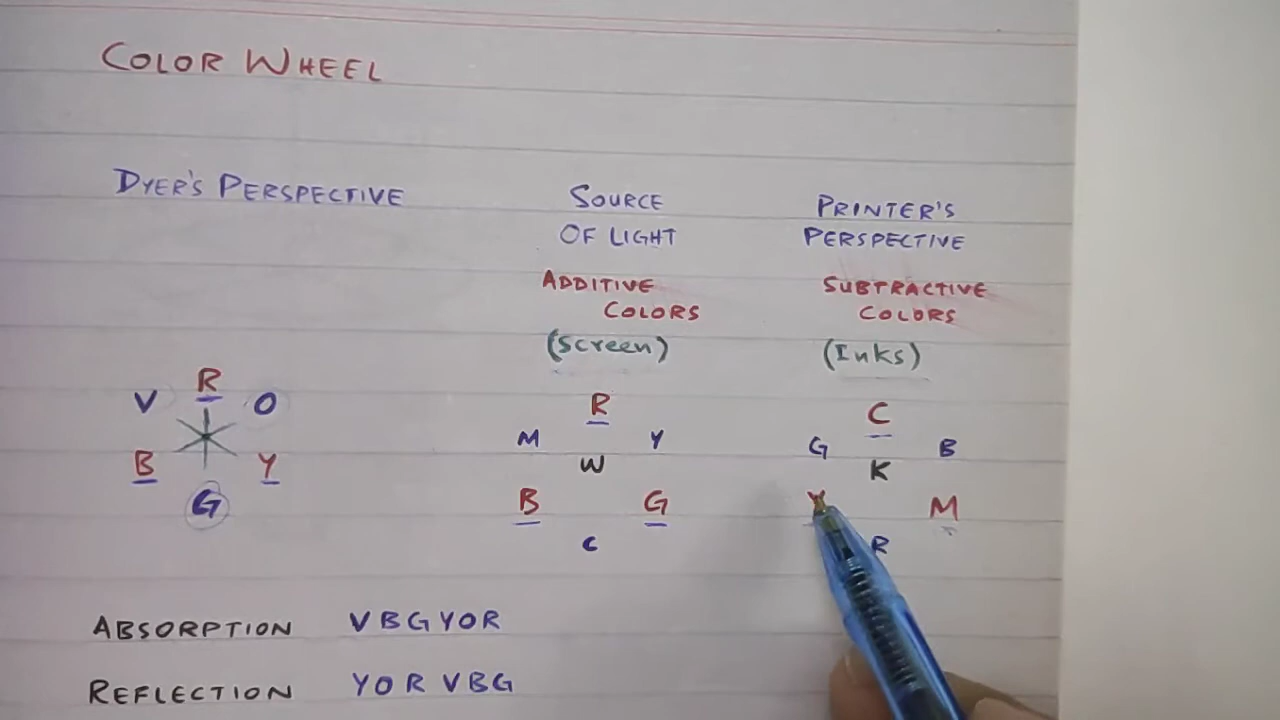 COLOR WHEEL
DYER'S PERSPECTIVE
V R O
B Y
G
SOURCE
OF LIGHT
ADDITIVE
COLORS
(Screen)
R
M Y
W
B G
C
PRINTER'S
PERSPECTIVE
SUBTRACTIVE
COLORS
(Inks)
C
G B
K
Y M
R
ABSORPTION VBGYOR
REFLECTION YOR VBG